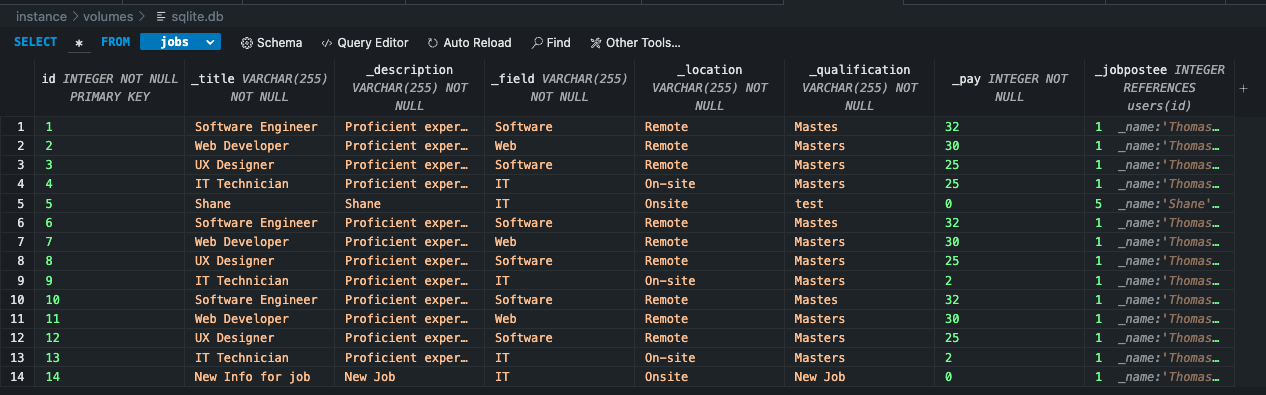 instance > volumes > sqlite.db
SELECT * FROM jobs Schema Query Editor Auto Reload Find Other Tools...
id INTEGER NOT NULL PRIMARY KEY _title VARCHAR(255) NOT NULL _description VARCHAR(255) NOT NULL _field VARCHAR(255) NOT NULL _location VARCHAR(255) NOT NULL _qualification VARCHAR(255) NOT NULL _pay INTEGER NOT NULL _jobpostee INTEGER REFERENCES users(id) +
1 1 Software Engineer Proficient exper… Software Remote Mastes 32 1 _name:'Thomas…
2 2 Web Developer Proficient exper… Web Remote Masters 30 1 _name:'Thomas…
3 3 UX Designer Proficient exper… Software Remote Masters 25 1 _name:'Thomas…
4 4 IT Technician Proficient exper… IT On-site Masters 25 1 _name:'Thomas…
5 5 Shane Shane IT Onsite test 0 5 _name:'Shane'…
6 6 Software Engineer Proficient exper… Software Remote Mastes 32 1 _name:'Thomas…
7 7 Web Developer Proficient exper… Web Remote Masters 30 1 _name:'Thomas…
8 8 UX Designer Proficient exper… Software Remote Masters 25 1 _name:'Thomas…
9 9 IT Technician Proficient exper… IT On-site Masters 2 1 _name:'Thomas…
10 10 Software Engineer Proficient exper… Software Remote Mastes 32 1 _name:'Thomas…
11 11 Web Developer Proficient exper… Web Remote Masters 30 1 _name:'Thomas…
12 12 UX Designer Proficient exper… Software Remote Masters 25 1 _name:'Thomas…
13 13 IT Technician Proficient exper… IT On-site Masters 2 1 _name:'Thomas…
14 14 New Info for job New Job IT Onsite New Job 0 1 _name:'Thomas…